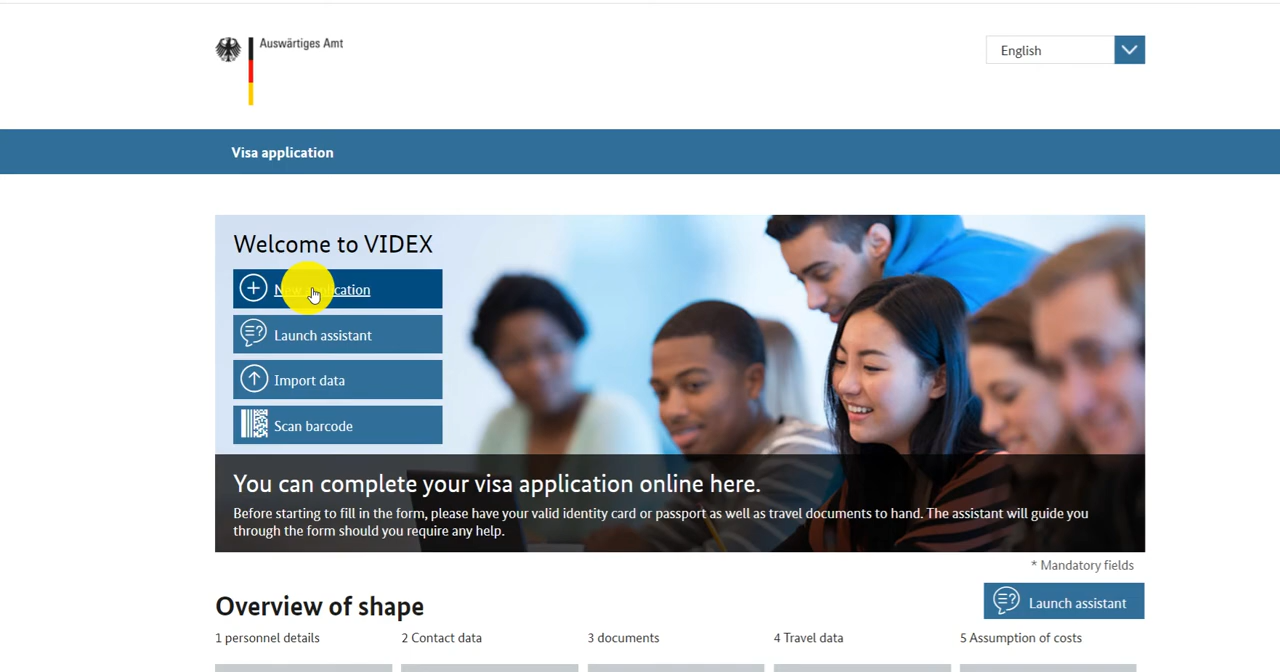 Auswärtiges Amt
English
Visa application
Welcome to VIDEX
New application
Launch assistant
Import data
Scan barcode
You can complete your visa application online here.
Before starting to fill in the form, please have your valid identity card or passport as well as travel documents to hand. The assistant will guide you
through the form should you require any help.
* Mandatory fields
Overview of shape
Launch assistant
1 personnel details
2 Contact data
3 documents
4 Travel data
5 Assumption of costs